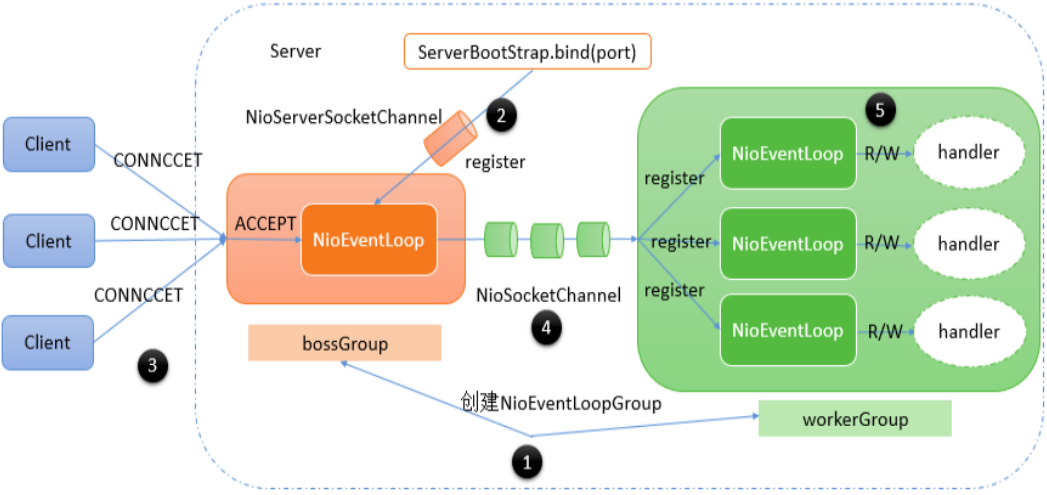 Server
ServerBootStrap.bind(port)
2
NioServerSocketChannel
register
5
Client
CONNCCET
NioEventLoop
R/W
handler
register
Client
CONNCCET
ACCEPT
NioEventLoop
register
NioEventLoop
R/W
handler
NioSocketChannel
register
CONNCCET
4
Client
NioEventLoop
R/W
handler
bossGroup
3
创建NioEventLoopGroup
workerGroup
1